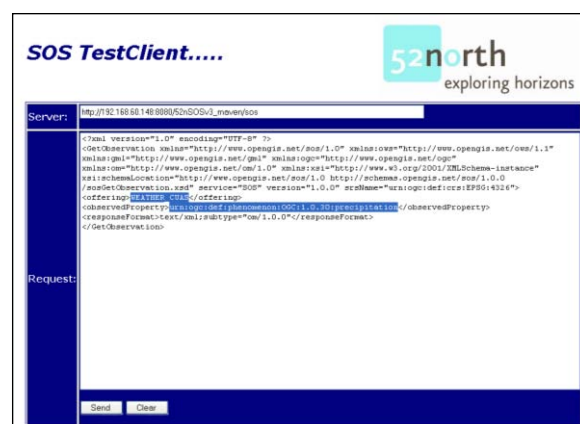 SOS TestClient.....
52north
exploring horizons
Server:
http://192.168.60.148:8080/52nSOSv3_maven/sos
<?xml version="1.0" encoding="UTF-8" ?>
<GetObservation xmlns="http://www.opengis.net/sos/1.0" xmlns:ows="http://www.opengis.net/ows/1.1"
xmlns:gml="http://www.opengis.net/gml" xmlns:ogc="http://www.opengis.net/ogc"
xmlns:om="http://www.opengis.net/om/1.0" xmlns:xsi="http://www.w3.org/2001/XMLSchema-instance"
xsi:schemaLocation="http://www.opengis.net/sos/1.0 http://schemas.opengis.net/sos/1.0.0
/sosGetObservation.xsd" service="SOS" version="1.0.0" srsName="urn:ogc:def:crs:EPSG:4326">
<offering>WEATHER_CUAS</offering>
<observedProperty>urn:ogc:def:phenomenon:OGC:1.0.30:precipitation</observedProperty>
<responseFormat>text/xml;subtype="om/1.0.0"</responseFormat>
</GetObservation>
Request:
Send Clear